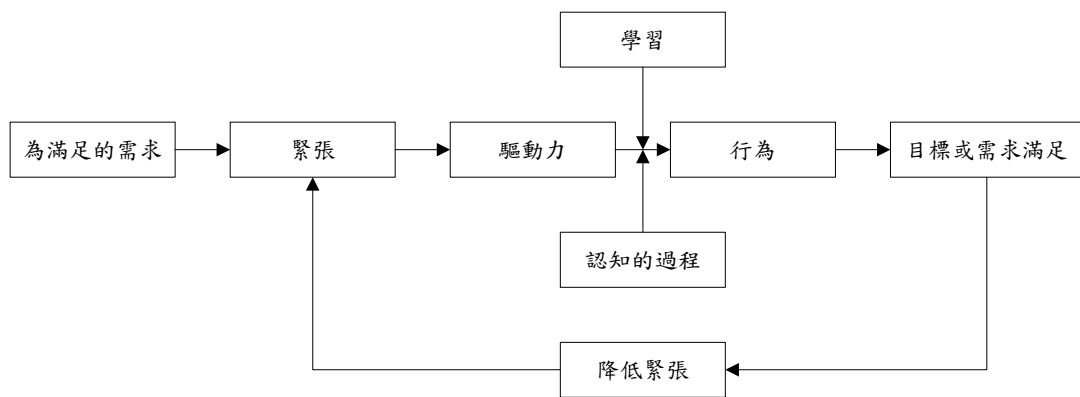 學習
為滿足的需求
緊張
驅動力
行為
目標或需求滿足
認知的過程
降低緊張